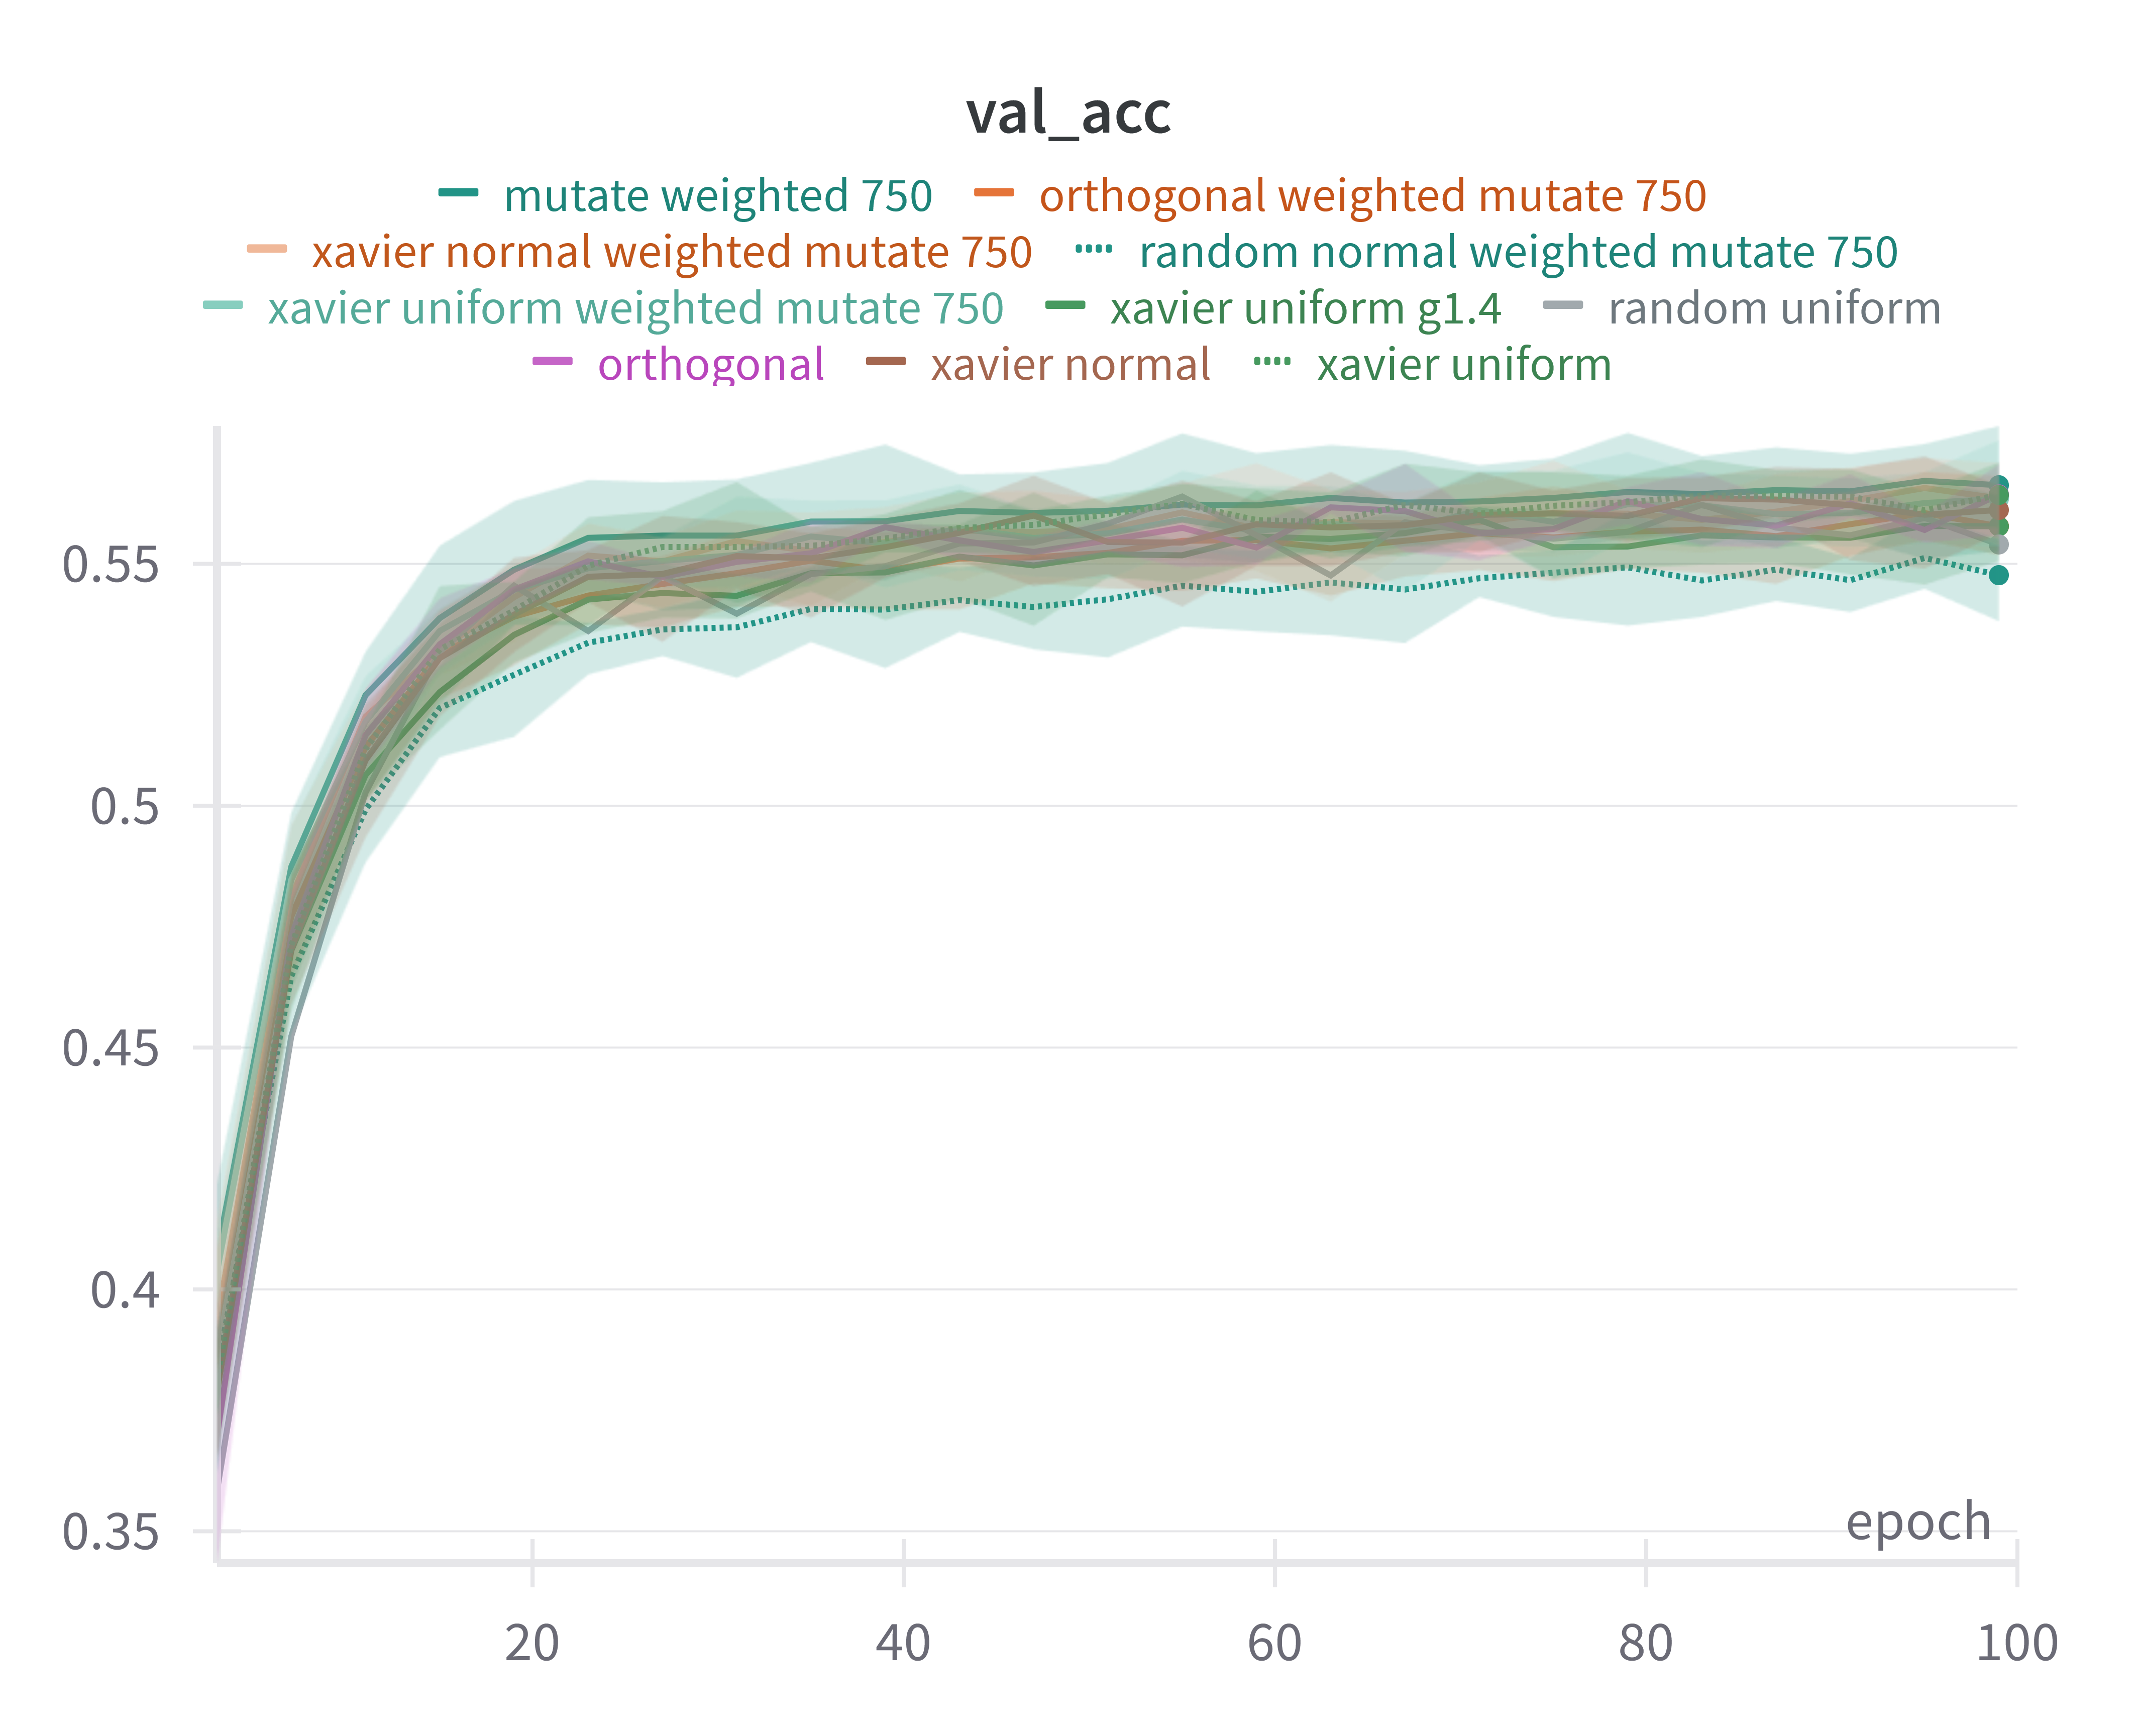 val_acc
mutate weighted 750 orthogonal weighted mutate 750
xavier normal weighted mutate 750 random normal weighted mutate 750
xavier uniform weighted mutate 750 xavier uniform g1.4 random uniform
orthogonal xavier normal xavier uniform
0.55
0.5
0.45
0.4
0.35
epoch
20 40 60 80 100